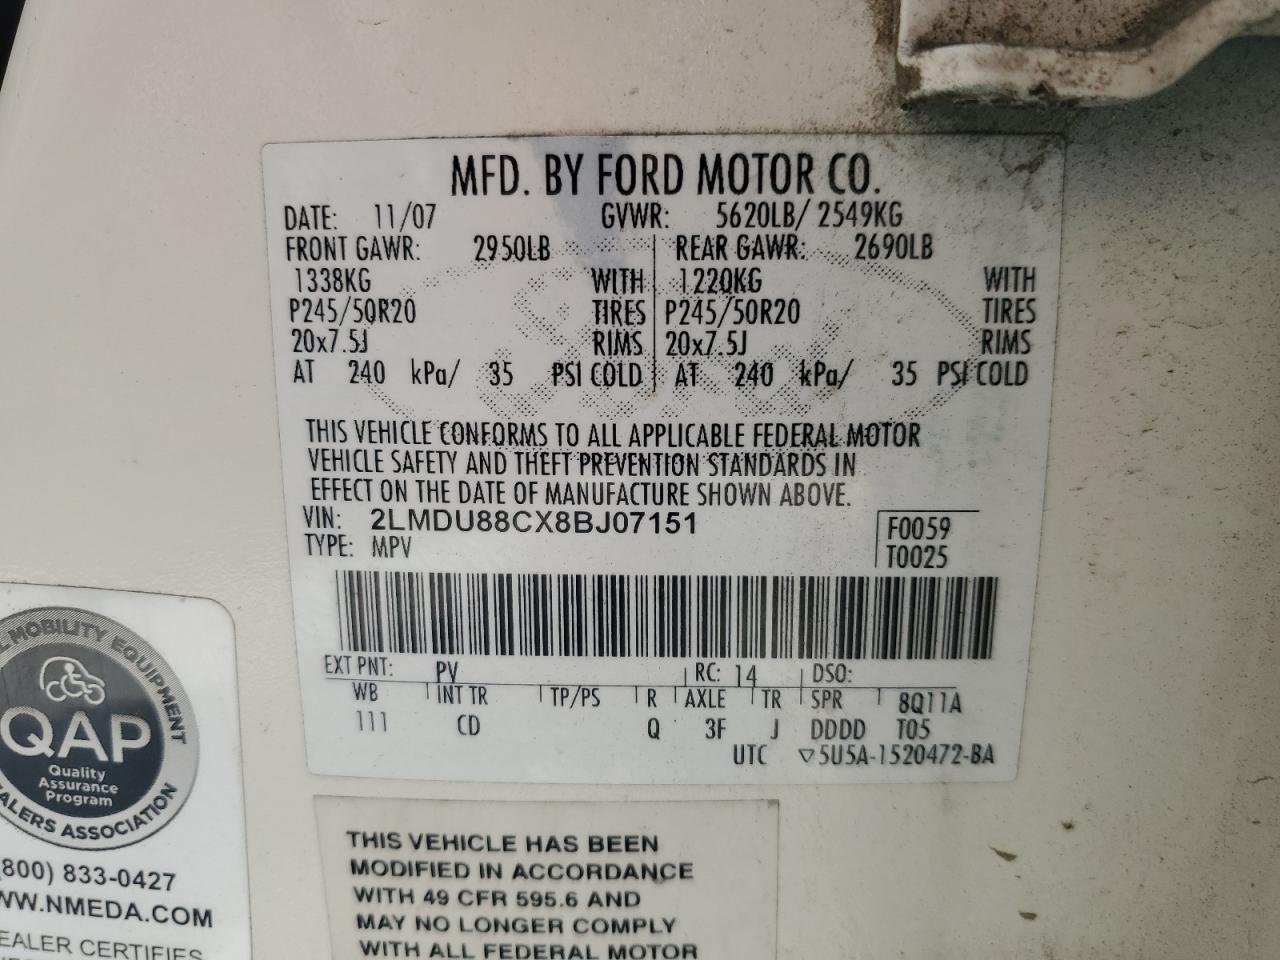 MFD. BY FORD MOTOR CO.
DATE: 11/07 GVWR: 5620LB/ 2549KG
FRONT GAWR: 2950LB REAR GAWR: 2690LB
1338KG WITH 1220KG WITH
P245/50R20 TIRES P245/50R20 TIRES
20x7.5J RIMS 20x7.5J RIMS
AT 240 kPa/ 35 PSI COLD AT 240 kPa/ 35 PSI COLD
THIS VEHICLE CONFORMS TO ALL APPLICABLE FEDERAL MOTOR
VEHICLE SAFETY AND THEFT PREVENTION STANDARDS IN
EFFECT ON THE DATE OF MANUFACTURE SHOWN ABOVE.
VIN: 2LMDU88CX8BJ07151 F0059
TYPE: MPV T0025
EXT PNT: PV RC: 14 DSO:
WB INT TR TP/PS R AXLE TR SPR 8Q11A
111 CD Q 3F J DDDD T05
UTC ▽5U5A-1520472-BA
MOBILITY EQUIPMENT
QAP
Quality
Assurance
Program
ASSOCIATION
(800) 833-0427
.NMEDA.COM
CERTIFIES
THIS VEHICLE HAS BEEN
MODIFIED IN ACCORDANCE
WITH 49 CFR 595.6 AND
MAY NO LONGER COMPLY
WITH ALL FEDERAL MOTOR